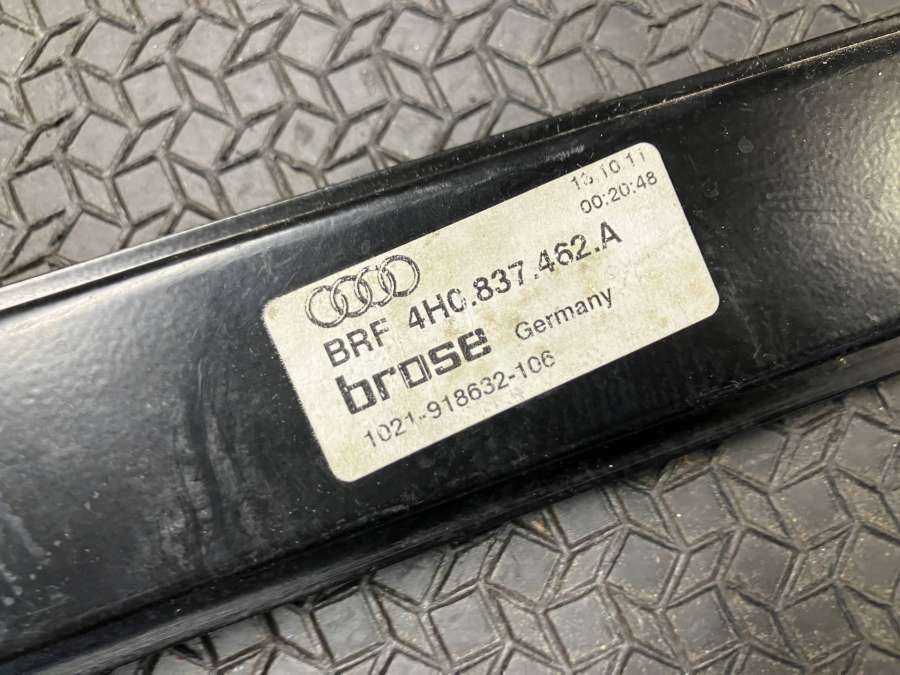 13.10.11
00:20:48
BRF 4H0.837.462.A
brose Germany
1021-918632-106